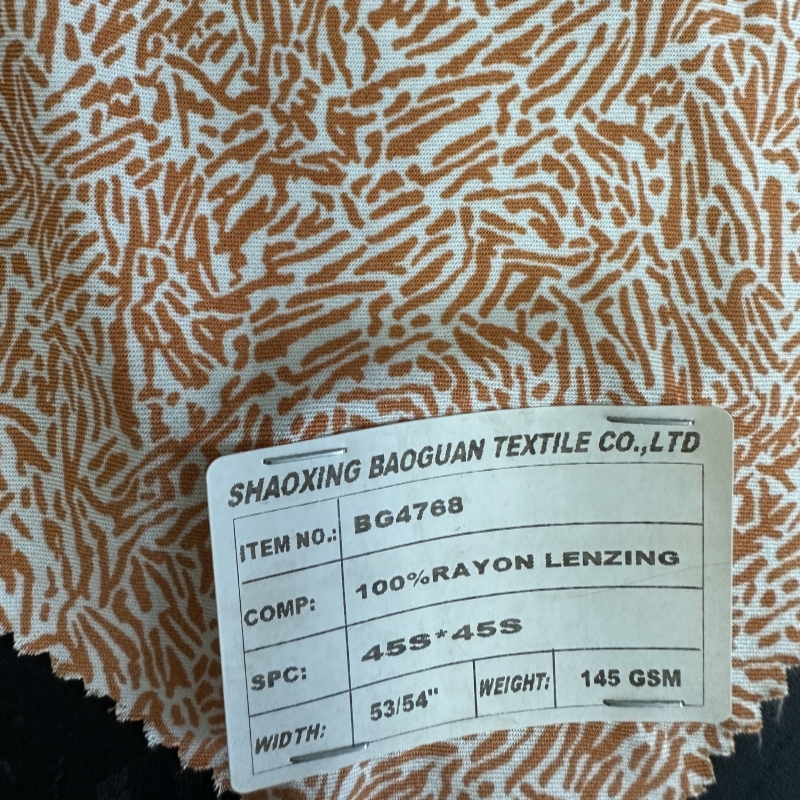 SHAOXING BAOGUAN TEXTILE CO.,LTD
ITEM NO.: BG4768
COMP: 100%RAYON LENZING
SPC: 45S*45S
WIDTH: 53/54" WEIGHT: 145 GSM